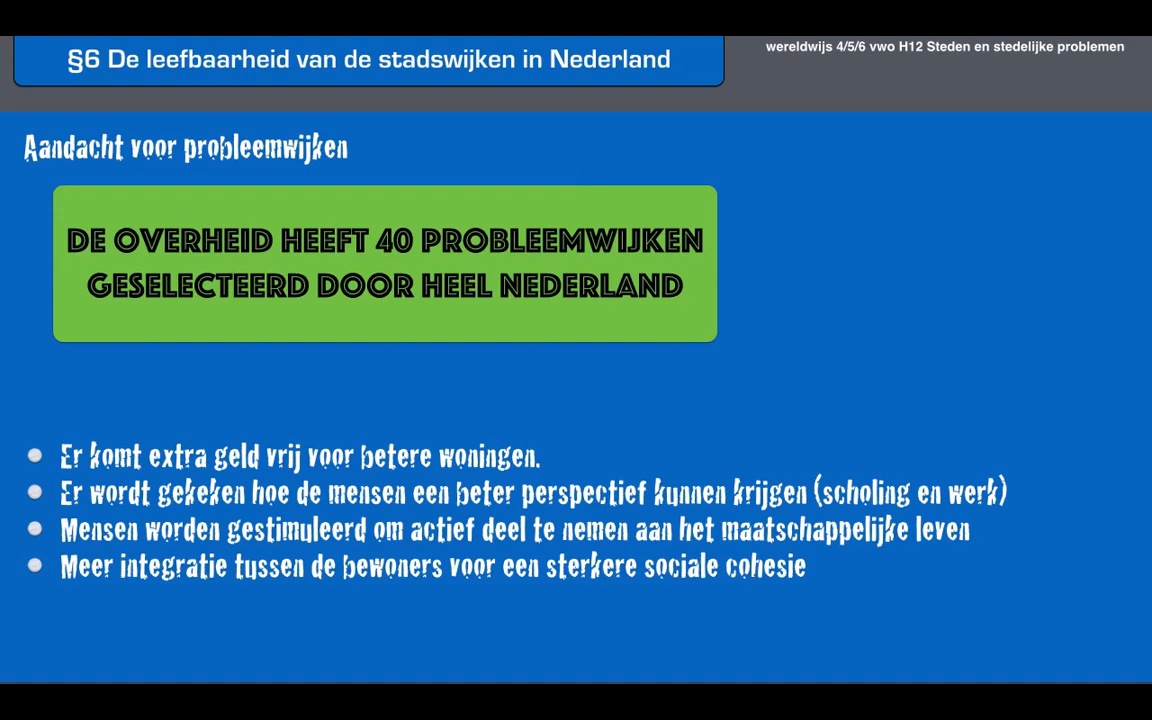 §6 De leefbaarheid van de stadswijken in Nederland
wereldwijs 4/5/6 vwo H12 Steden en stedelijke problemen
Aandacht voor probleemwijken
DE OVERHEID HEEFT 40 PROBLEEMWIJKEN
GESELECTEERD DOOR HEEL NEDERLAND
Er komt extra geld vrij voor betere woningen.
Er wordt gekeken hoe de mensen een beter perspectief kunnen krijgen (scholing en werk)
Mensen worden gestimuleerd om actief deel te nemen aan het maatschappelijke leven
Meer integratie tussen de bewoners voor een sterkere sociale cohesie